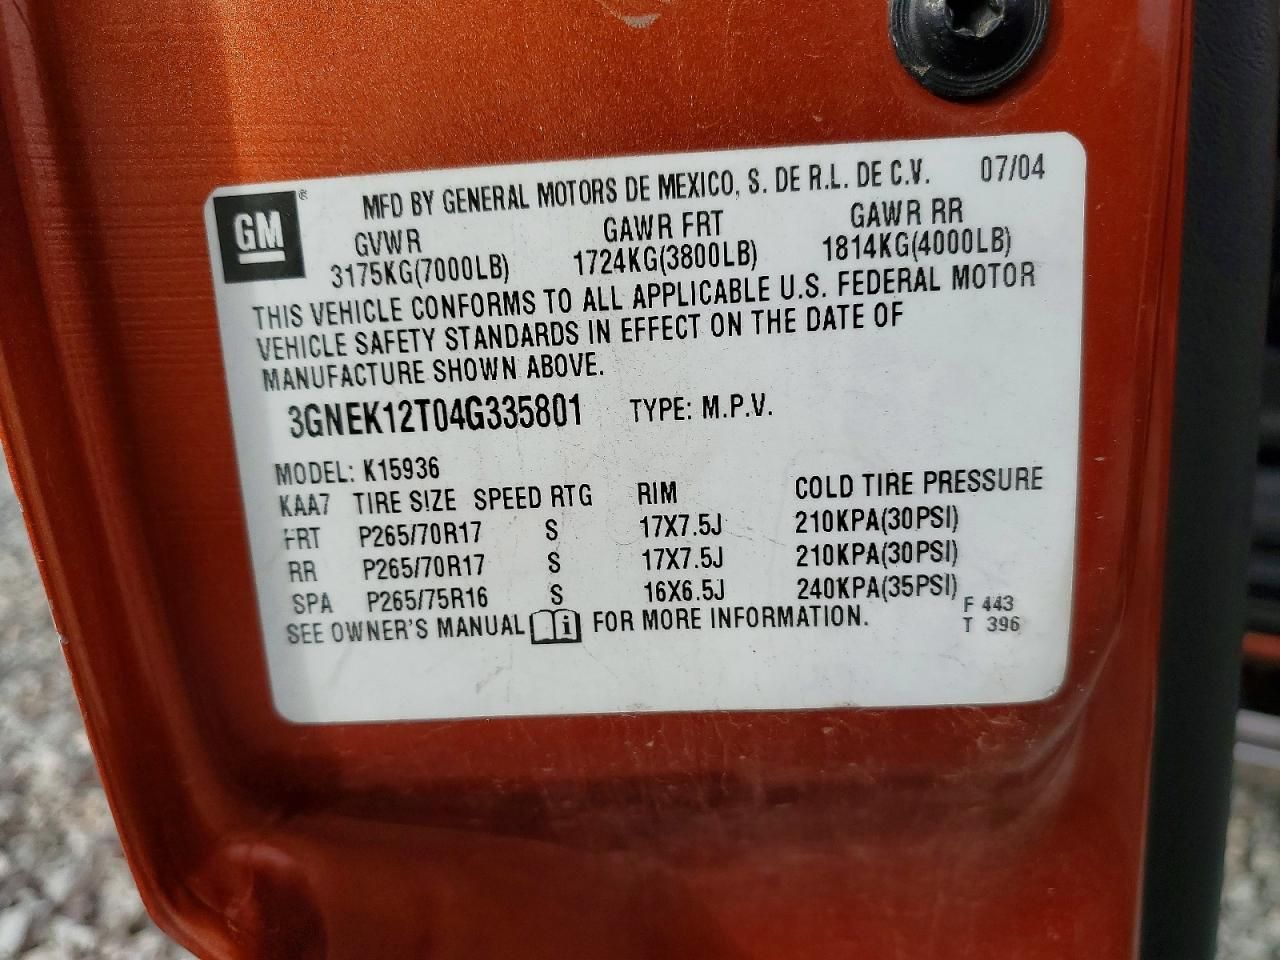 GM ® MFD BY GENERAL MOTORS DE MEXICO, S. DE R.L. DE C.V. 07/04
GVWR GAWR FRT GAWR RR
3175KG(7000LB) 1724KG(3800LB) 1814KG(4000LB)
THIS VEHICLE CONFORMS TO ALL APPLICABLE U.S. FEDERAL MOTOR
VEHICLE SAFETY STANDARDS IN EFFECT ON THE DATE OF
MANUFACTURE SHOWN ABOVE.
3GNEK12T04G335801 TYPE: M.P.V.
MODEL: K15936
KAA7 TIRE SIZE SPEED RTG RIM COLD TIRE PRESSURE
FRT P265/70R17 S 17X7.5J 210KPA(30PSI)
RR P265/70R17 S 17X7.5J 210KPA(30PSI)
SPA P265/75R16 S 16X6.5J 240KPA(35PSI)
SEE OWNER'S MANUAL i FOR MORE INFORMATION.
F 443
T 396